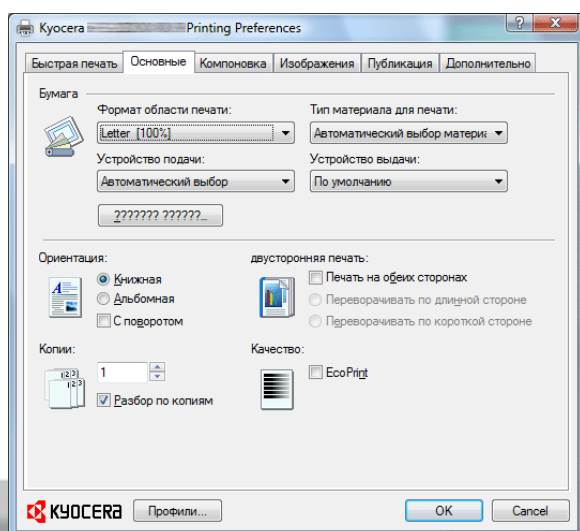 Kyocera Printing Preferences
Быстрая печать Основные Компоновка Изображения Публикация Дополнительно
Бумага
Формат области печати: Тип материала для печати:
Letter [100%] Автоматический выбор материа
Устройство подачи: Устройство выдачи:
Автоматический выбор По умолчанию
??????? ??????...
Ориентация: двусторонняя печать:
Книжная Печать на обеих сторонах
Альбомная Переворачивать по длинной стороне
С поворотом Переворачивать по короткой стороне
Копии: Качество:
1 EcoPrint
Разбор по копиям
KYOCERA Профили... OK Cancel